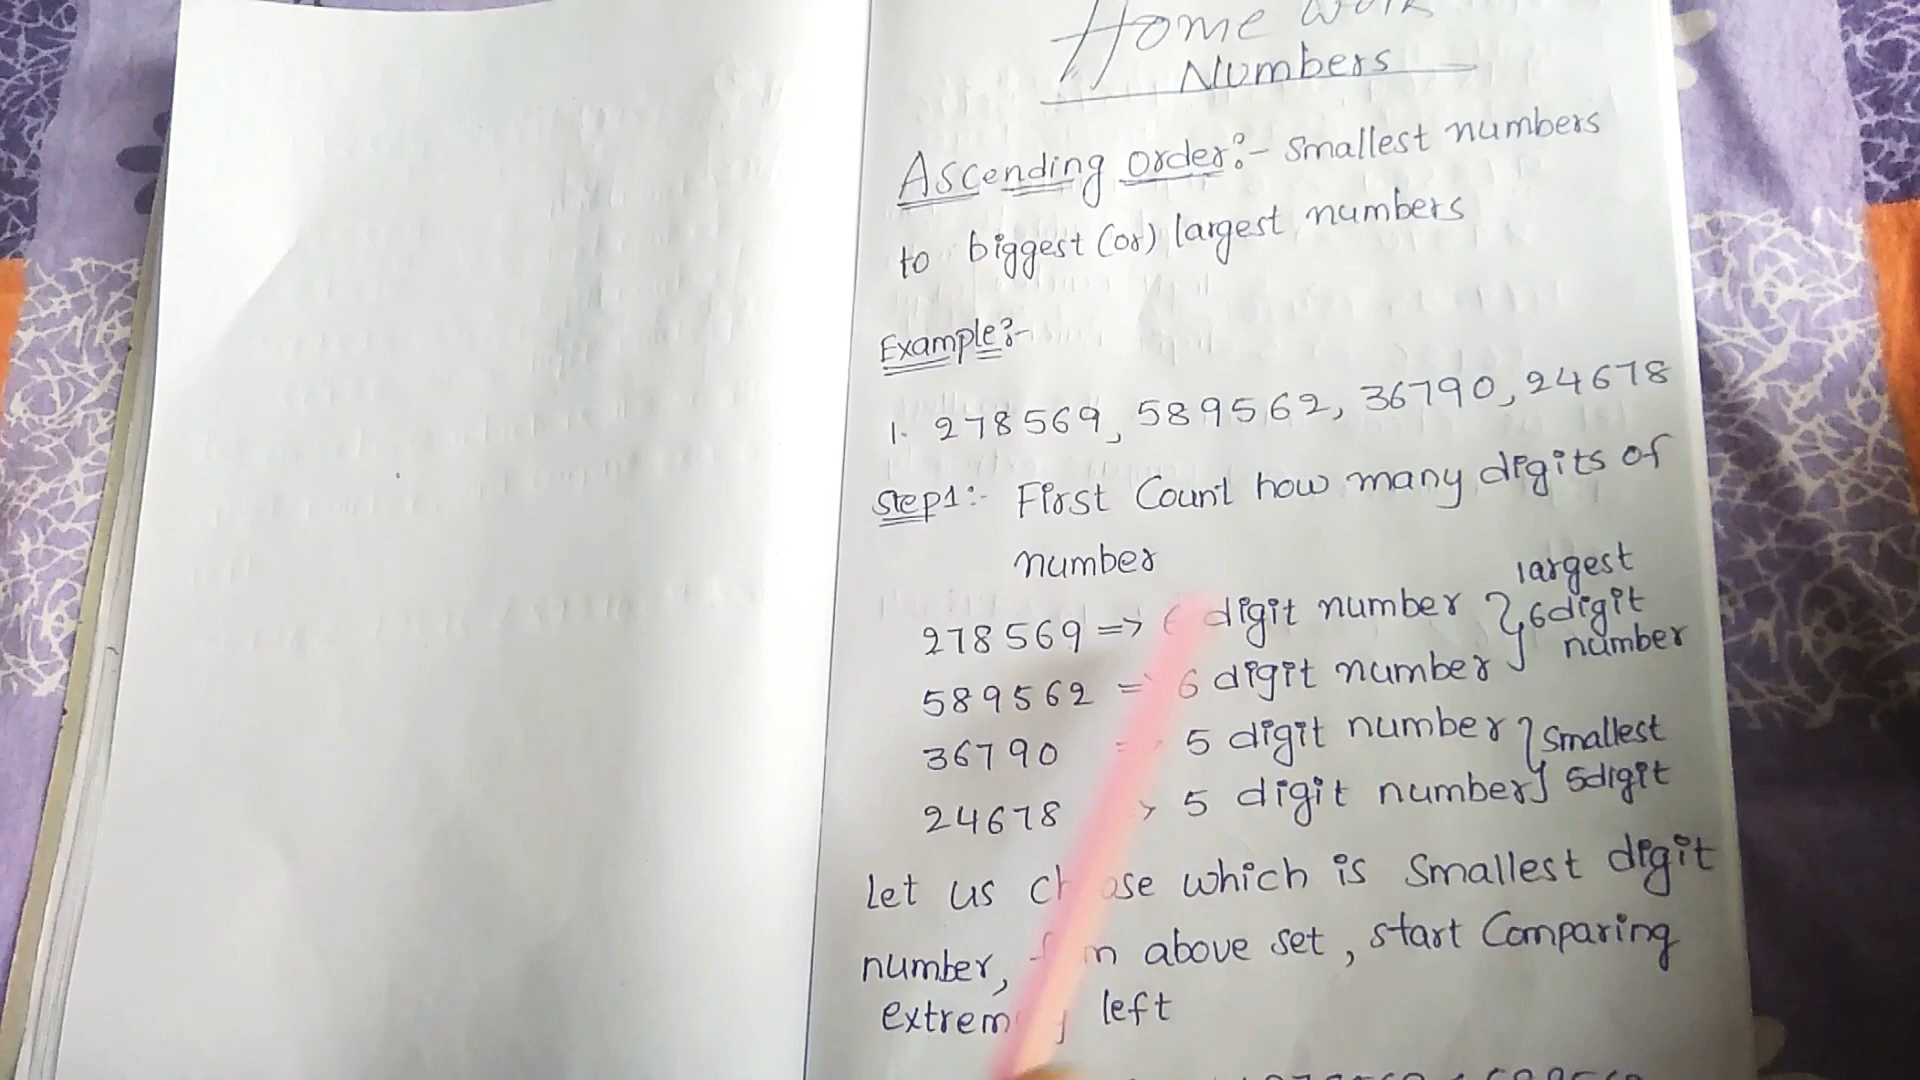 Home Work
Numbers
Ascending order:- Smallest numbers
to biggest (or) largest numbers
Example:-
1. 278569, 589562, 36790, 24678
Step1:- First Count how many digits of
number
278569 => 6 digit number } largest 6digit number
589562 => 6 digit number
36790 = 5 digit number } Smallest 5digit
24678 > 5 digit number
Let us which is Smallest digit
number, above set, start Comparing
left